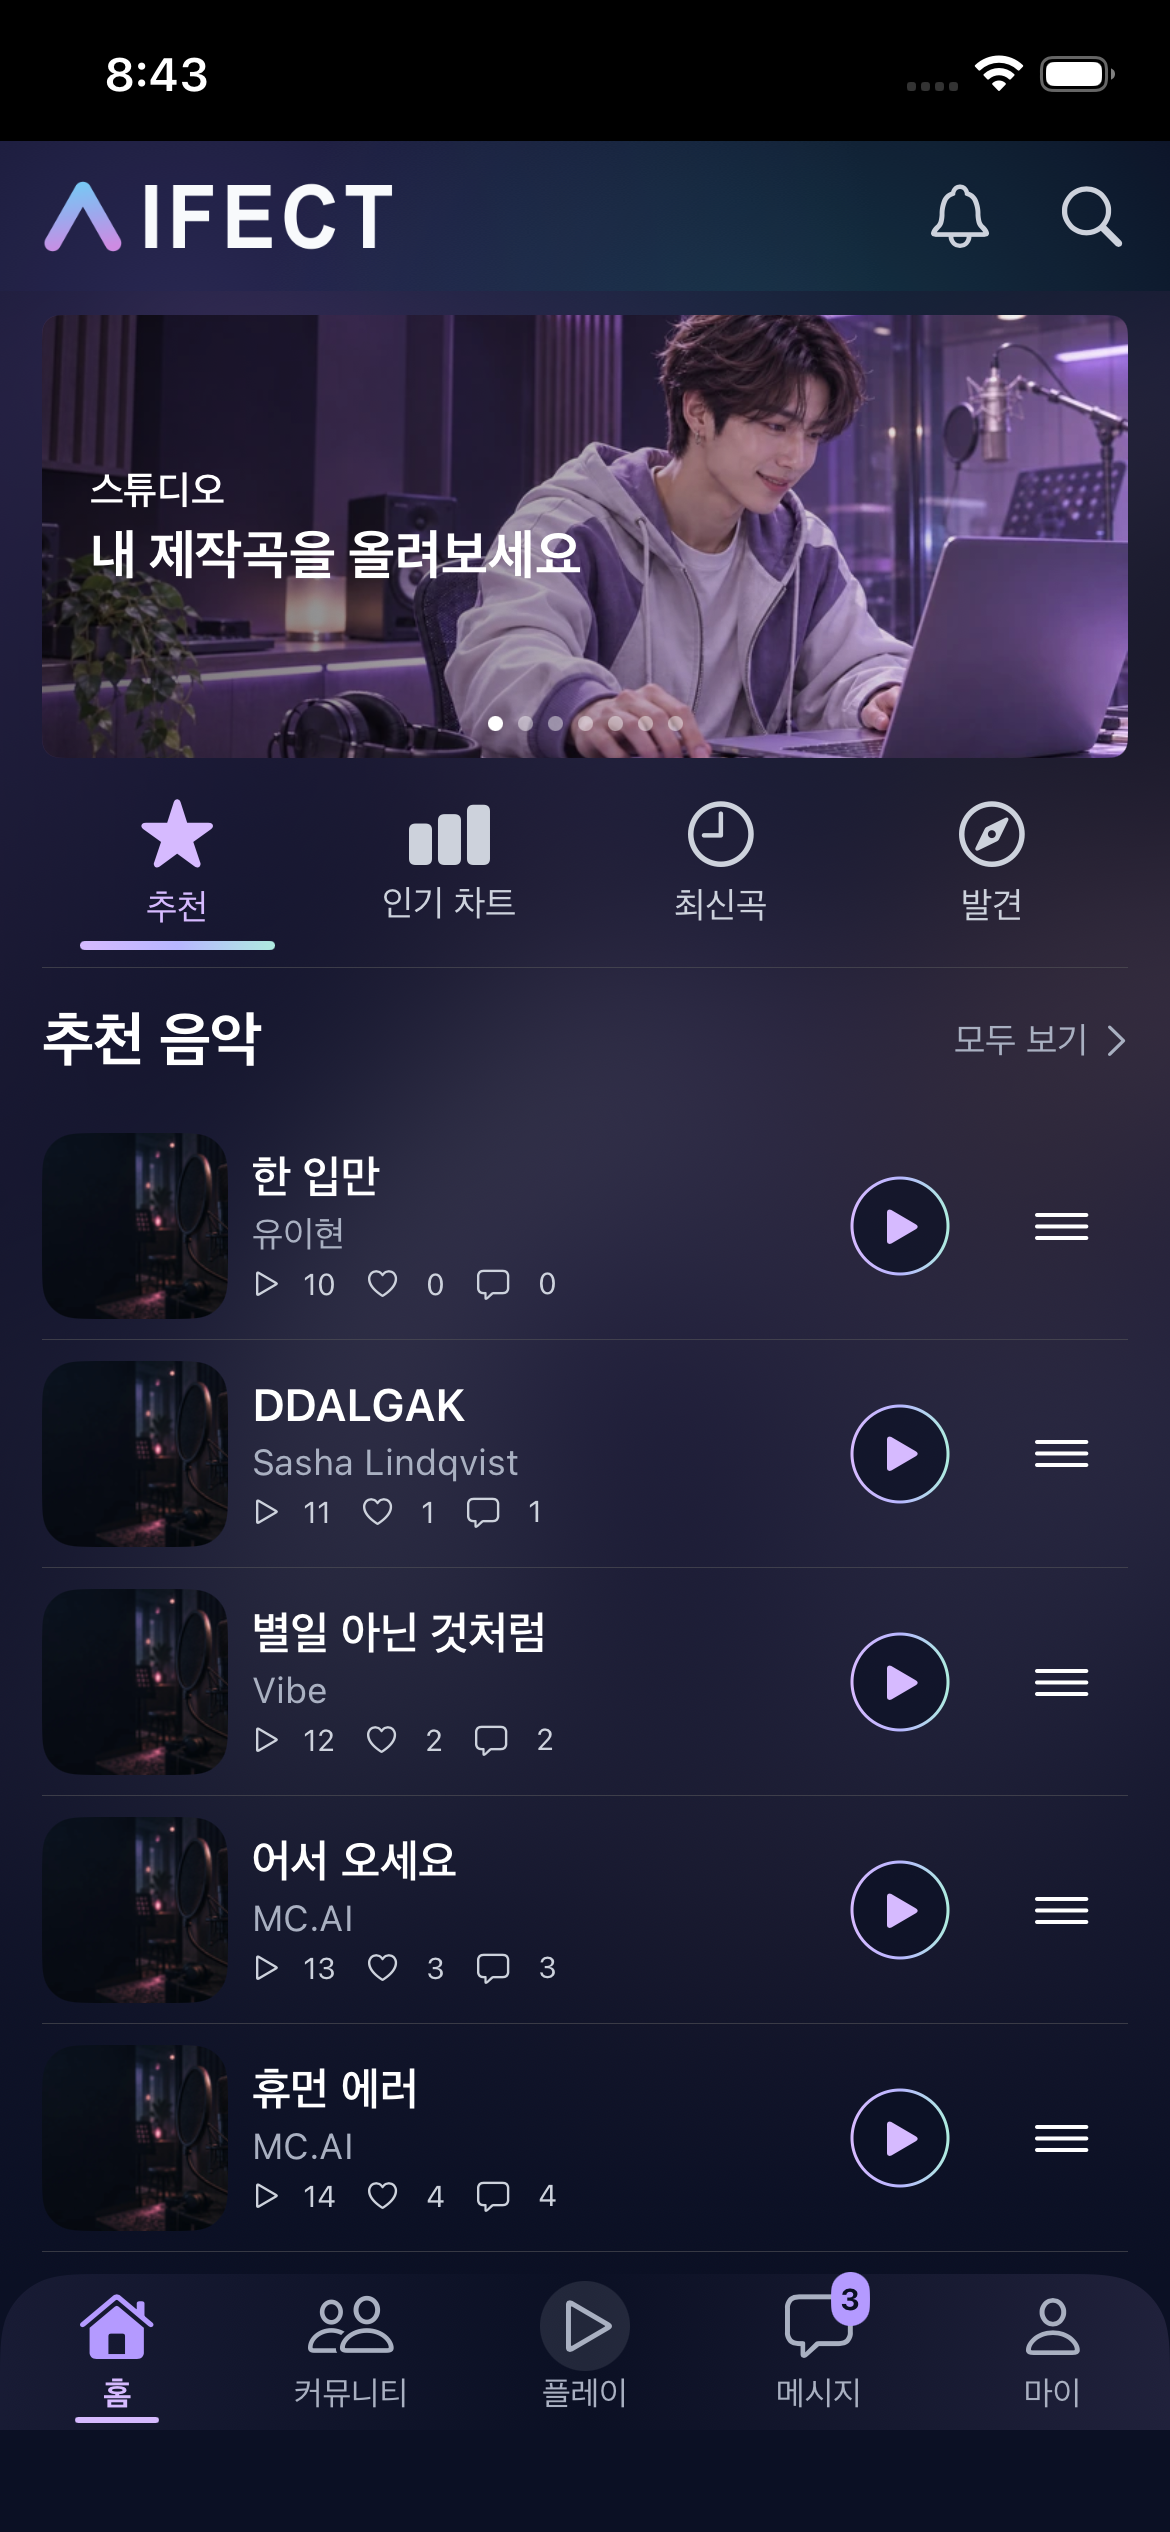 8:43
IFECT
스튜디오
내 제작곡을 올려보세요
추천 인기 차트 최신곡 발견
추천 음악 모두 보기
한 입만
유이현
10 0 0
DDALGAK
Sasha Lindqvist
11 1 1
별일 아닌 것처럼
Vibe
12 2 2
어서 오세요
MC.AI
13 3 3
휴먼 에러
MC.AI
14 4 4
3
홈 커뮤니티 플레이 메시지 마이